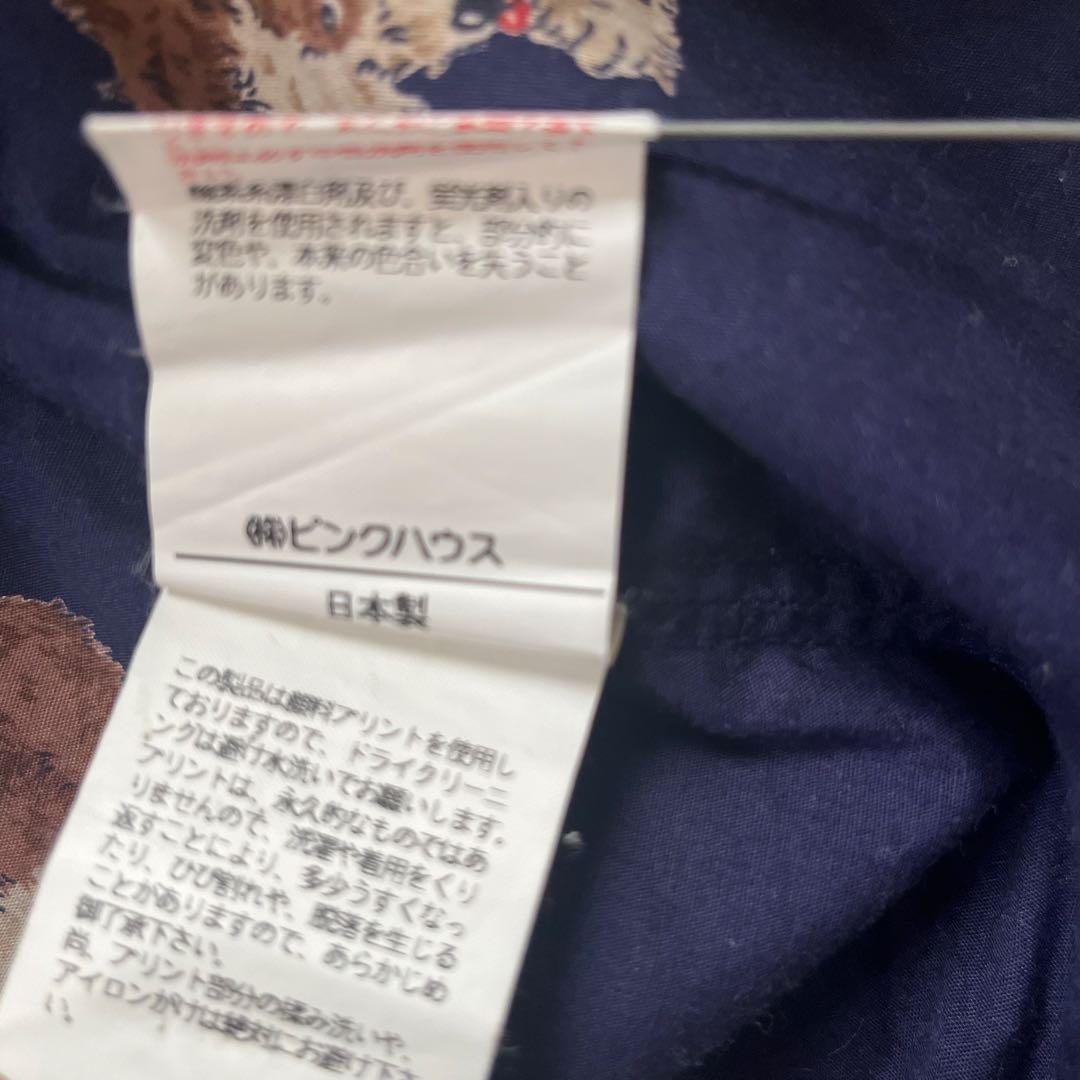 酸素系漂白剤及び、蛍光剤入りの
洗剤を使用されますと、部分的に
変色や、本来の色合いを失うこと
があります。
㈱ピンクハウス
日本製
この製品は顔料プリントを使用し
ておりますので、ドライクリーニ
ングは避け水洗いでお願いします。
プリントは、永久的なものではあ
りませんので、洗濯や着用をくり
返すことにより、多少うすくなっ
たり、ひび割れや、脱落を生じる
ことがありますので、あらかじめ
御了承下さい。
尚、プリント部分の揉み洗いや、
アイロンがけは絶対にお避け下さ
い。